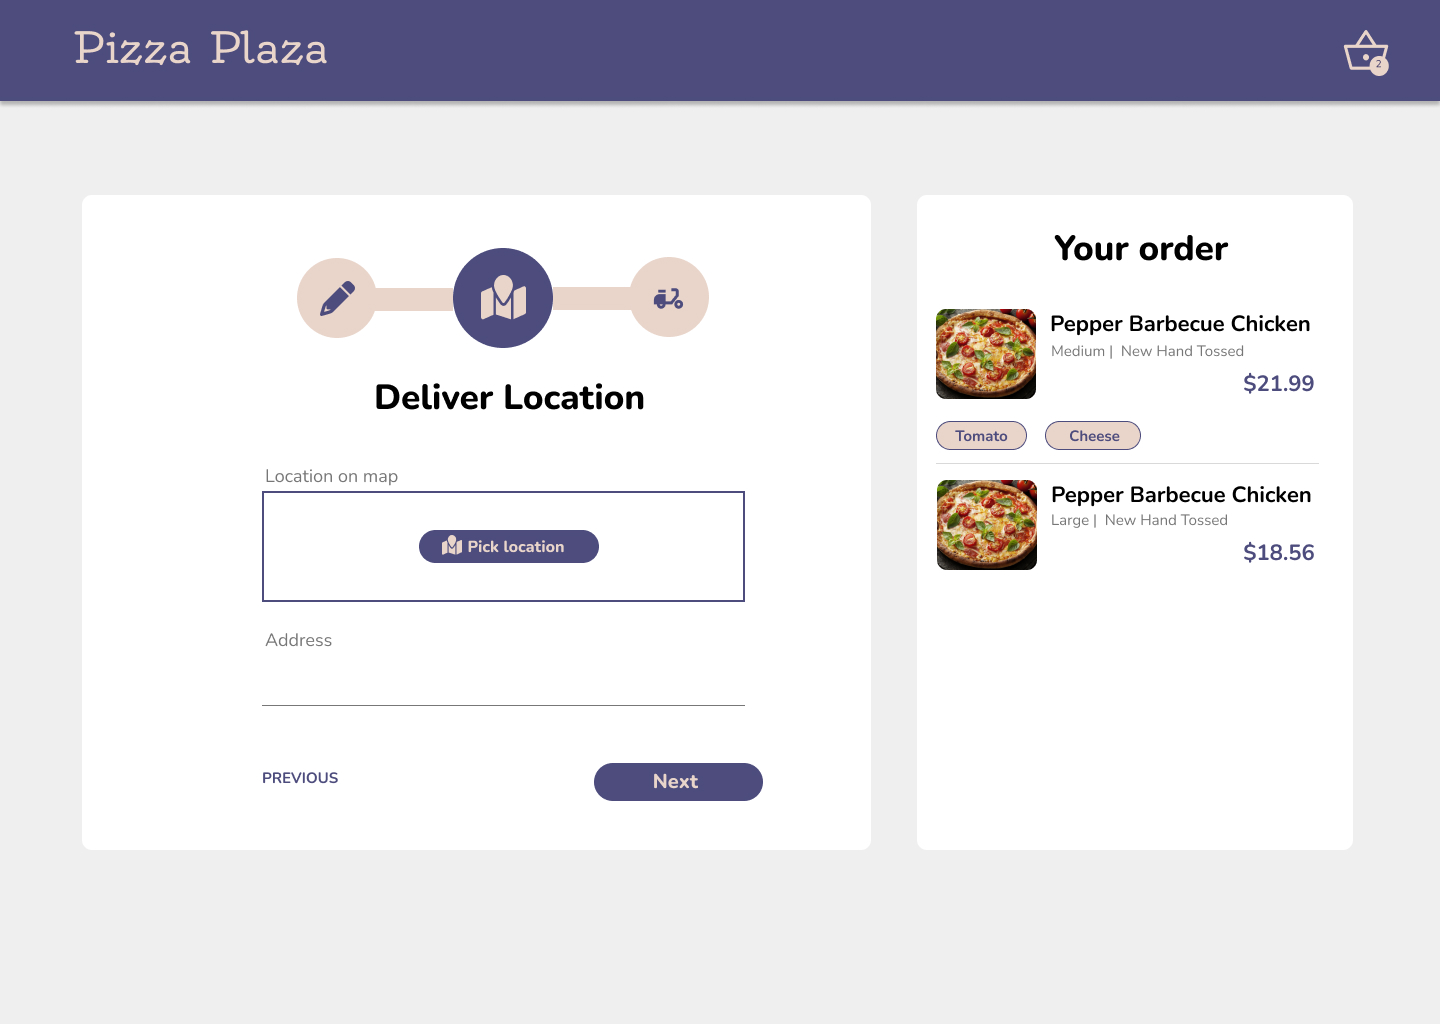 Pizza Plaza
2
Deliver Location
Location on map
Pick location
Address
PREVIOUS
Next
Your order
Pepper Barbecue Chicken
Medium | New Hand Tossed
$21.99
Tomato
Cheese
Pepper Barbecue Chicken
Large | New Hand Tossed
$18.56